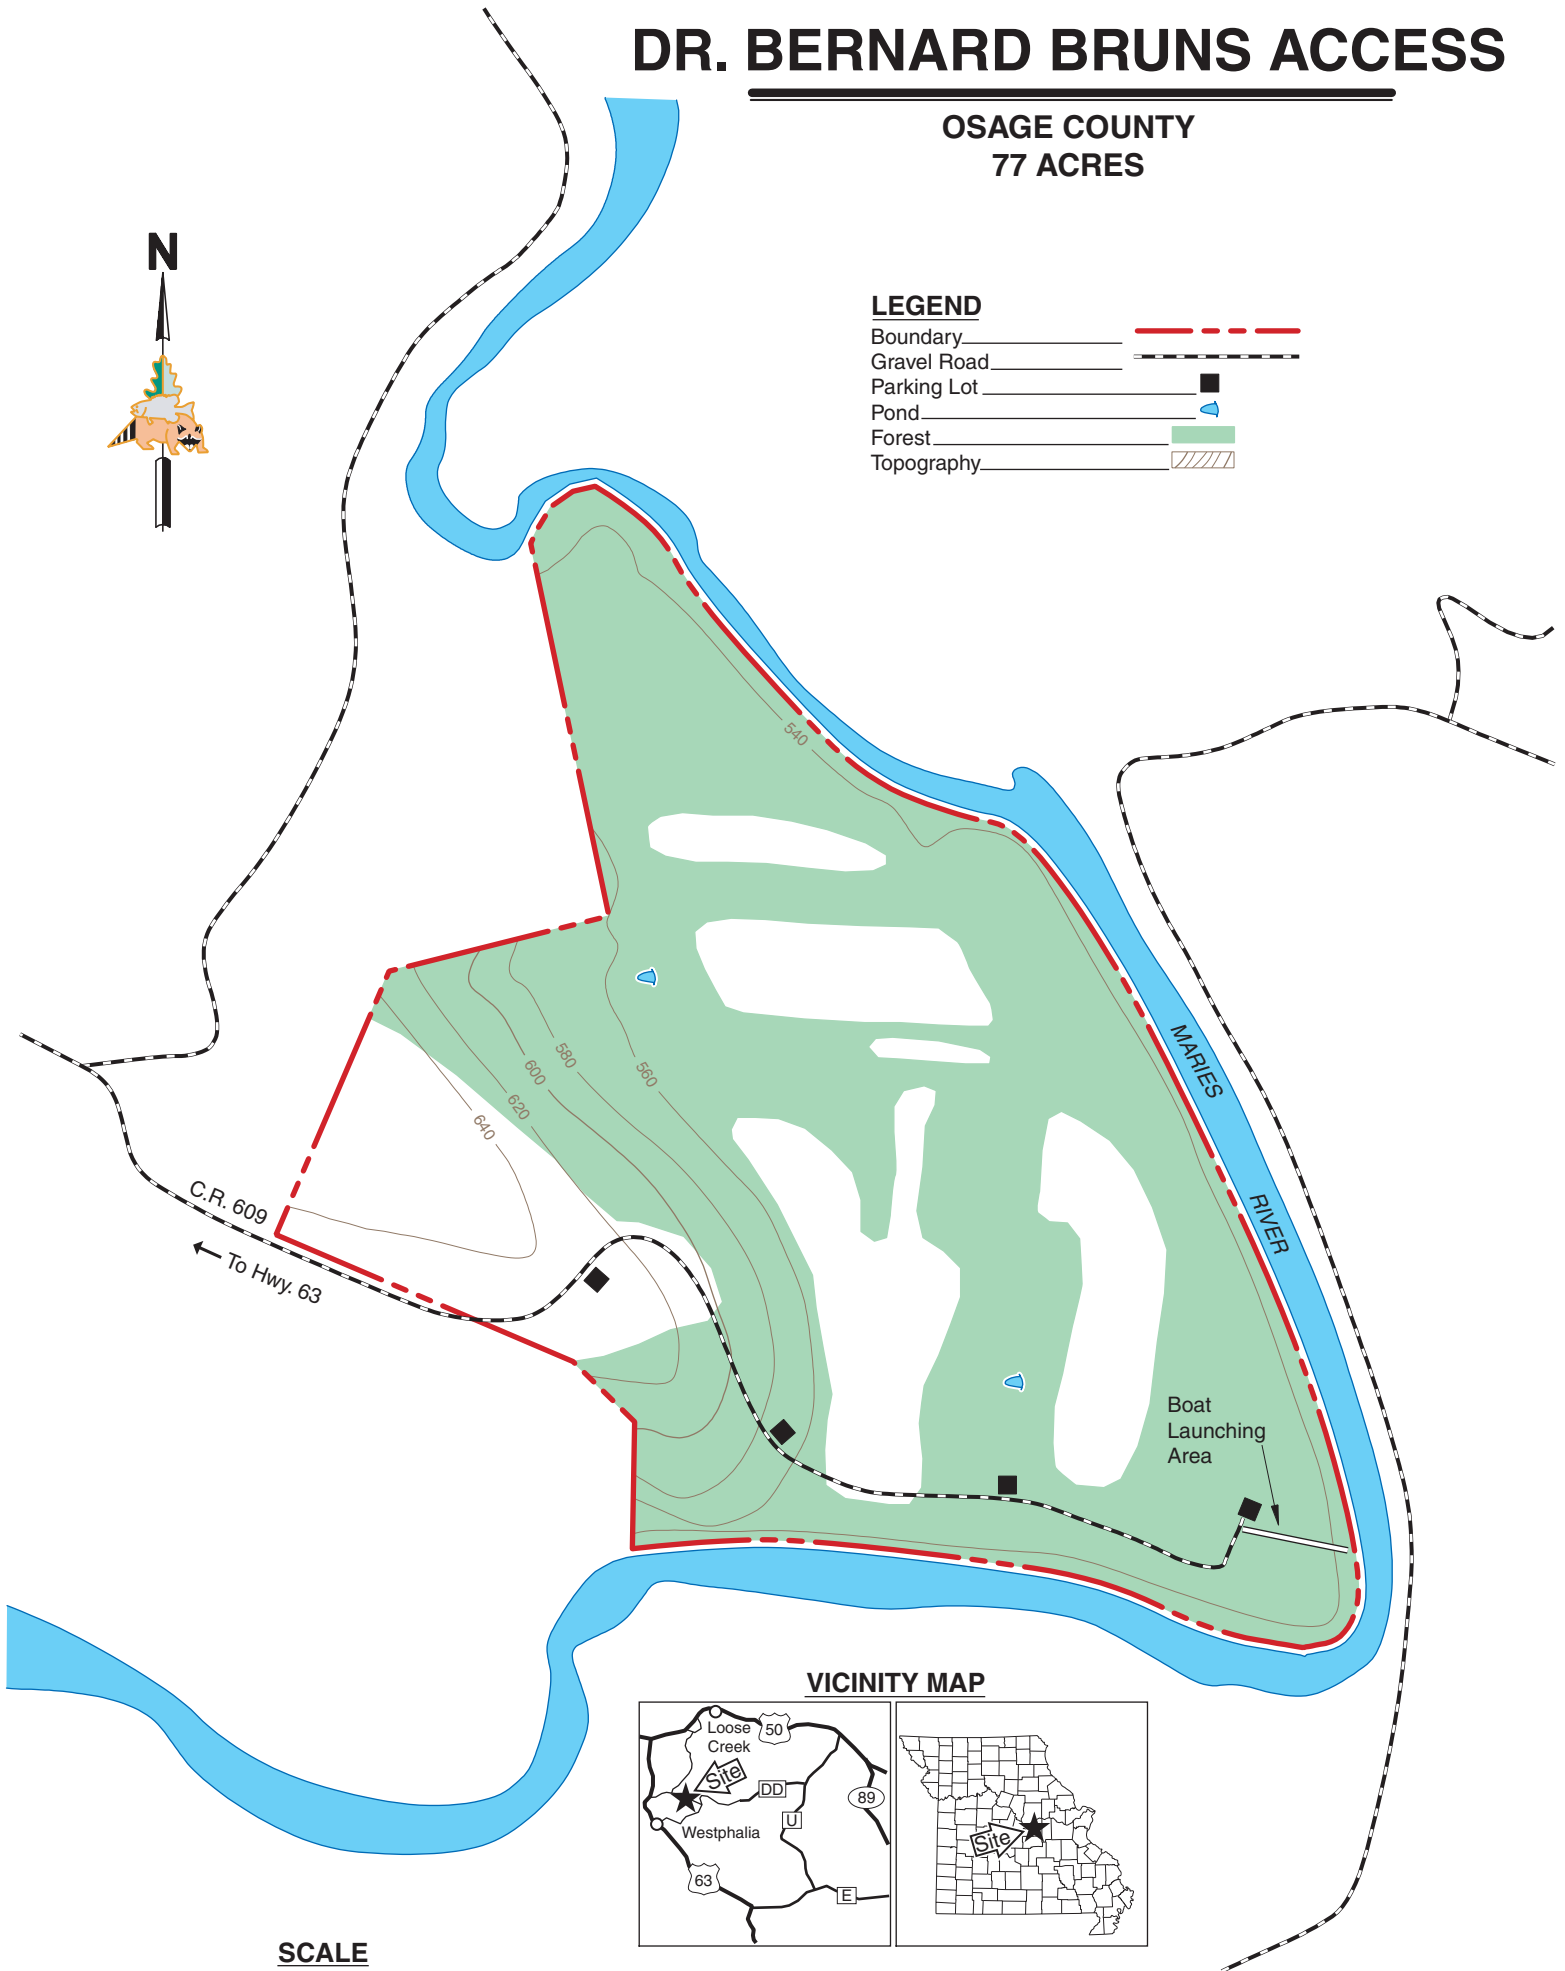 DR. BERNARD BRUNS ACCESS
OSAGE COUNTY
77 ACRES
N
LEGEND
Boundary
Gravel Road
Parking Lot
Pond
Forest
Topography
540
580
560
600
620
640
MARIES
RIVER
C.R. 609
To Hwy. 63
Boat
Launching
Area
VICINITY MAP
Loose
Creek
50
Site
DD
89
U
Westphalia
63
E
Site
SCALE